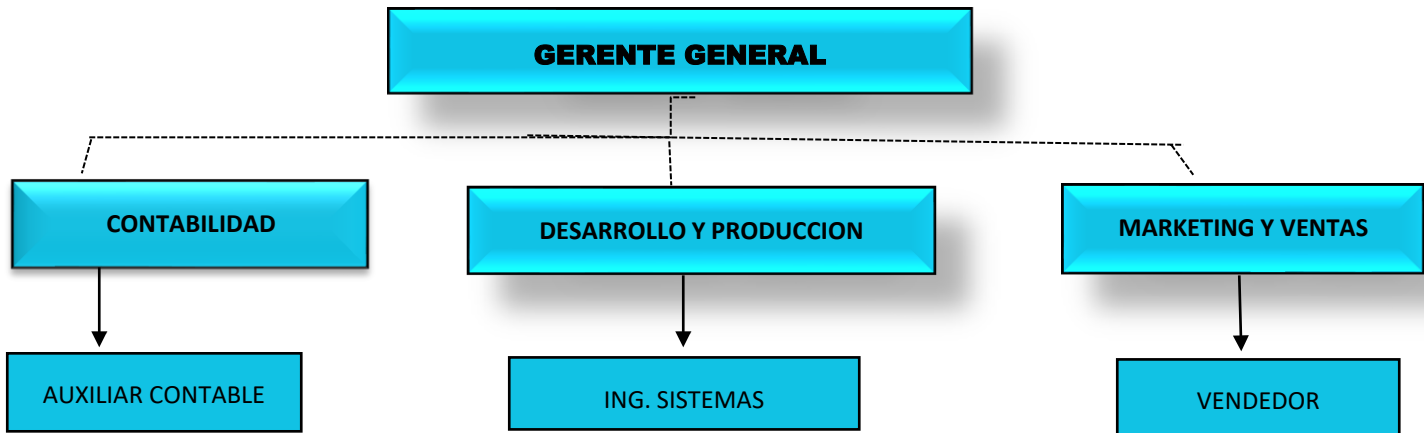 GERENTE GENERAL
CONTABILIDAD
DESARROLLO Y PRODUCCION
MARKETING Y VENTAS
AUXILIAR CONTABLE
ING. SISTEMAS
VENDEDOR